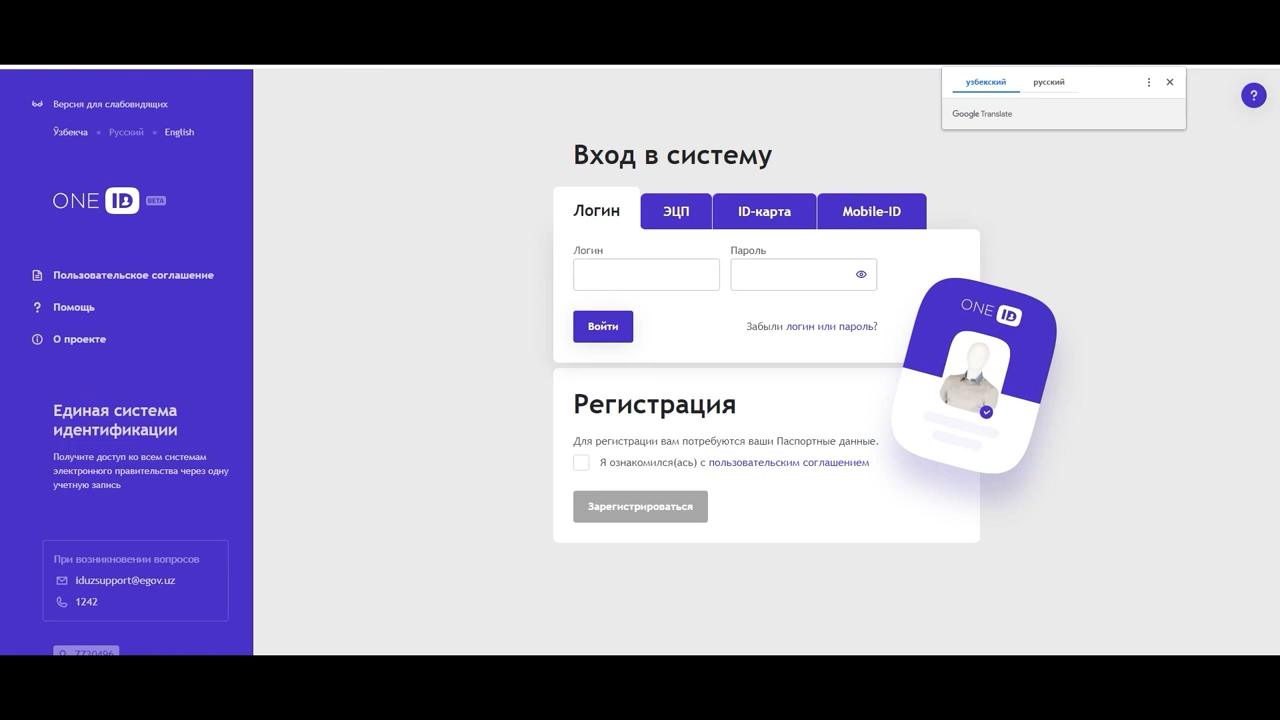 Версия для слабовидящих
Ўзбекча
Русский
English
ONE ID BETA
Пользовательское соглашение
Помощь
О проекте
Единая система
идентификации
Получите доступ ко всем системам
электронного правительства через одну
учетную запись
При возникновении вопросов
iduzsupport@egov.uz
1242
7720496
узбекский
русский
Google Translate
?
Вход в систему
Логин
ЭЦП
ID-карта
Mobile-ID
Логин
Пароль
Войти
Забыли логин или пароль?
ONE ID
Регистрация
Для регистрации вам потребуются ваши Паспортные данные.
Я ознакомился(ась) с пользовательским соглашением
Зарегистрироваться